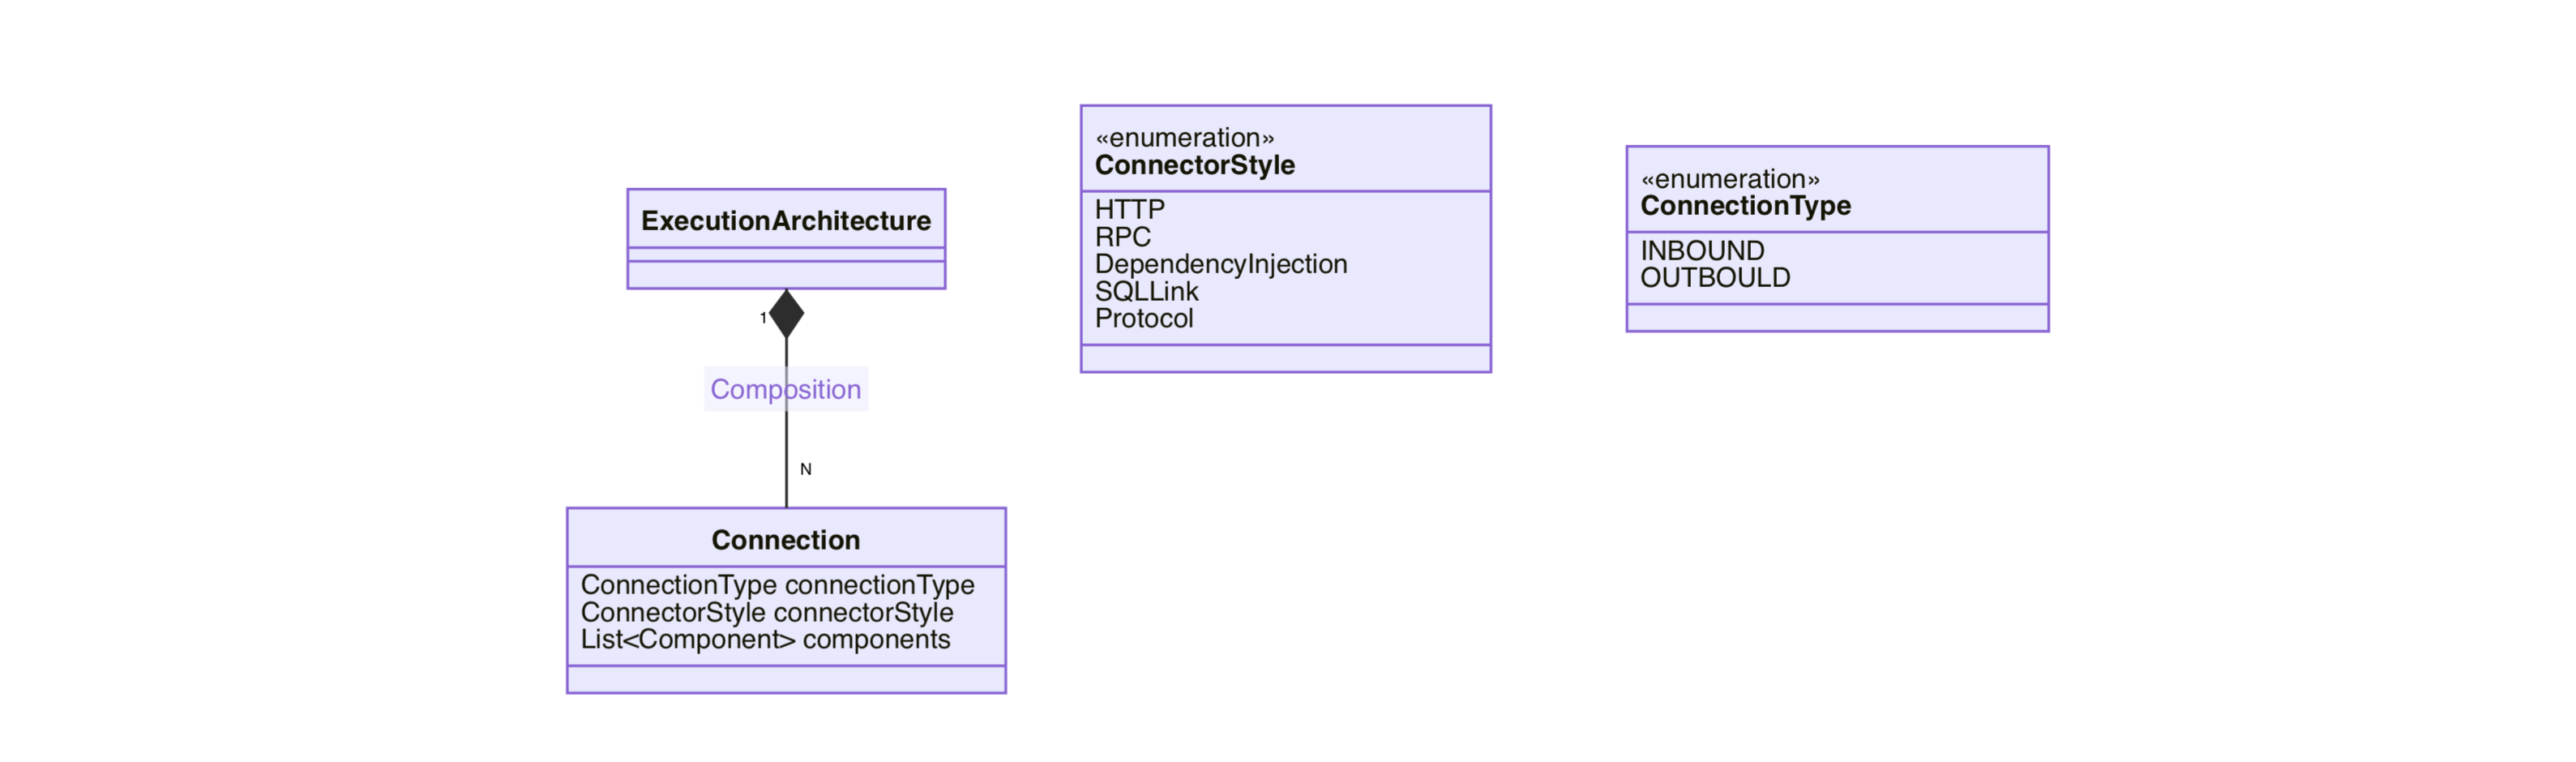 ExecutionArchitecture
1
Composition
N
Connection
ConnectionType connectionType
ConnectorStyle connectorStyle
List<Component> components
«enumeration»
ConnectorStyle
HTTP
RPC
DependencyInjection
SQLLink
Protocol
«enumeration»
ConnectionType
INBOUND
OUTBOULD